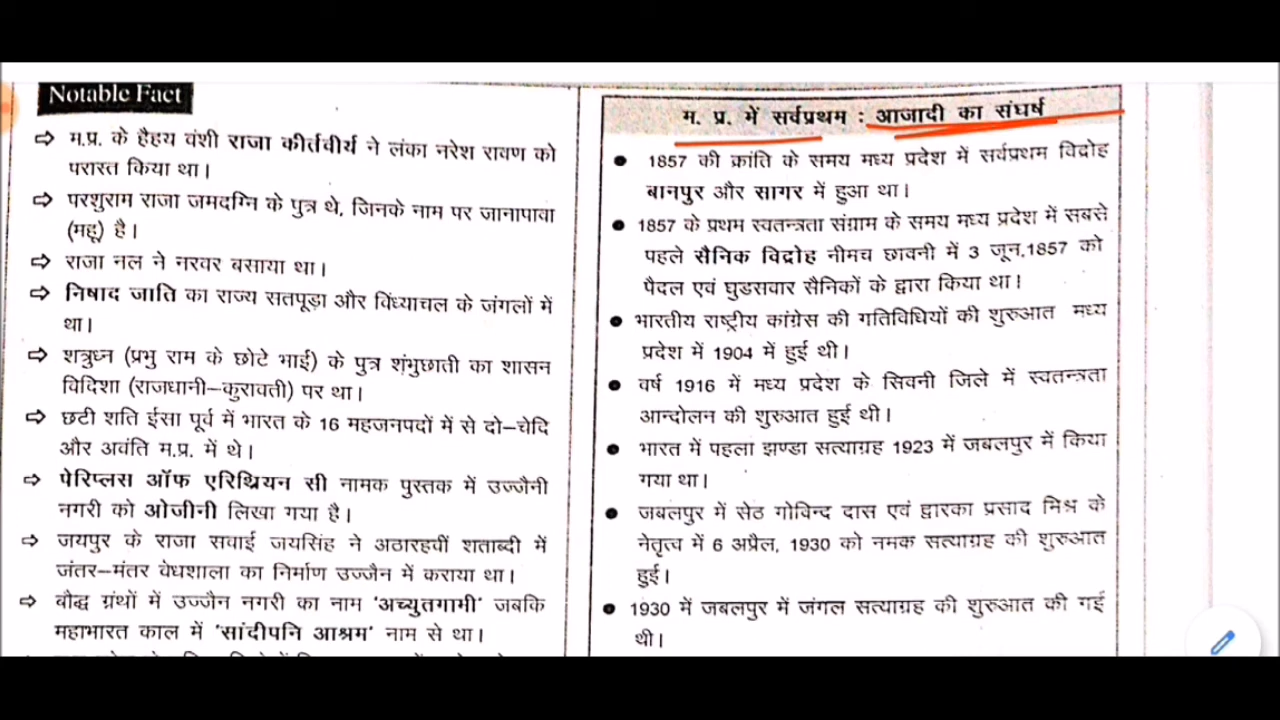 Notable Fact
⇨ म.प्र. के हैहय वंशी राजा कीर्तवीर्य ने लंका नरेश रावण को
परास्त किया था।
⇨ परशुराम राजा जमदग्नि के पुत्र थे, जिनके नाम पर जानापावा
(महू) है।
⇨ राजा नल ने नरवर बसाया था।
⇨ निषाद जाति का राज्य सतपूड़ा और विंध्याचल के जंगलों में
था।
⇨ शत्रुध्न (प्रभु राम के छोटे भाई) के पुत्र शंभुछाती का शासन
विदिशा (राजधानी–कुरावती) पर था।
⇨ छटी शति ईसा पूर्व में भारत के 16 महजनपदों में से दो–चेदि
और अवंति म.प्र. में थे।
⇨ पेरिप्लस ऑफ एरिथ्रियन सी नामक पुस्तक में उज्जैनी
नगरी को ओजीनी लिखा गया है।
⇨ जयपुर के राजा सवाई जयसिंह ने अठारहवीं शताब्दी में
जंतर–मंतर वेधशाला का निर्माण उज्जैन में कराया था।
⇨ बौद्ध ग्रंथों में उज्जैन नगरी का नाम 'अच्युतगामी' जबकि
महाभारत काल में 'सांदीपनि आश्रम' नाम से था।
म. प्र. में सर्वप्रथम : आजादी का संघर्ष
● 1857 की क्रांति के समय मध्य प्रदेश में सर्वप्रथम विद्रोह
बानपुर और सागर में हुआ था।
● 1857 के प्रथम स्वतन्त्रता संग्राम के समय मध्य प्रदेश में सबसे
पहले सैनिक विद्रोह नीमच छावनी में 3 जून,1857 को
पैदल एवं घुडसवार सैनिकों के द्वारा किया था।
● भारतीय राष्ट्रीय कांग्रेस की गतिविधियों की शुरुआत मध्य
प्रदेश में 1904 में हुई थी।
● वर्ष 1916 में मध्य प्रदेश के सिवनी जिले में स्वतन्त्रता
आन्दोलन की शुरुआत हुई थी।
● भारत में पहला झण्डा सत्याग्रह 1923 में जबलपुर में किया
गया था।
● जबलपुर में सेठ गोविन्द दास एवं द्वारका प्रसाद मिश्र के
नेतृत्व में 6 अप्रैल, 1930 को नमक सत्याग्रह की शुरुआत
हुई।
● 1930 में जबलपुर में जंगल सत्याग्रह की शुरुआत की गई
थी।